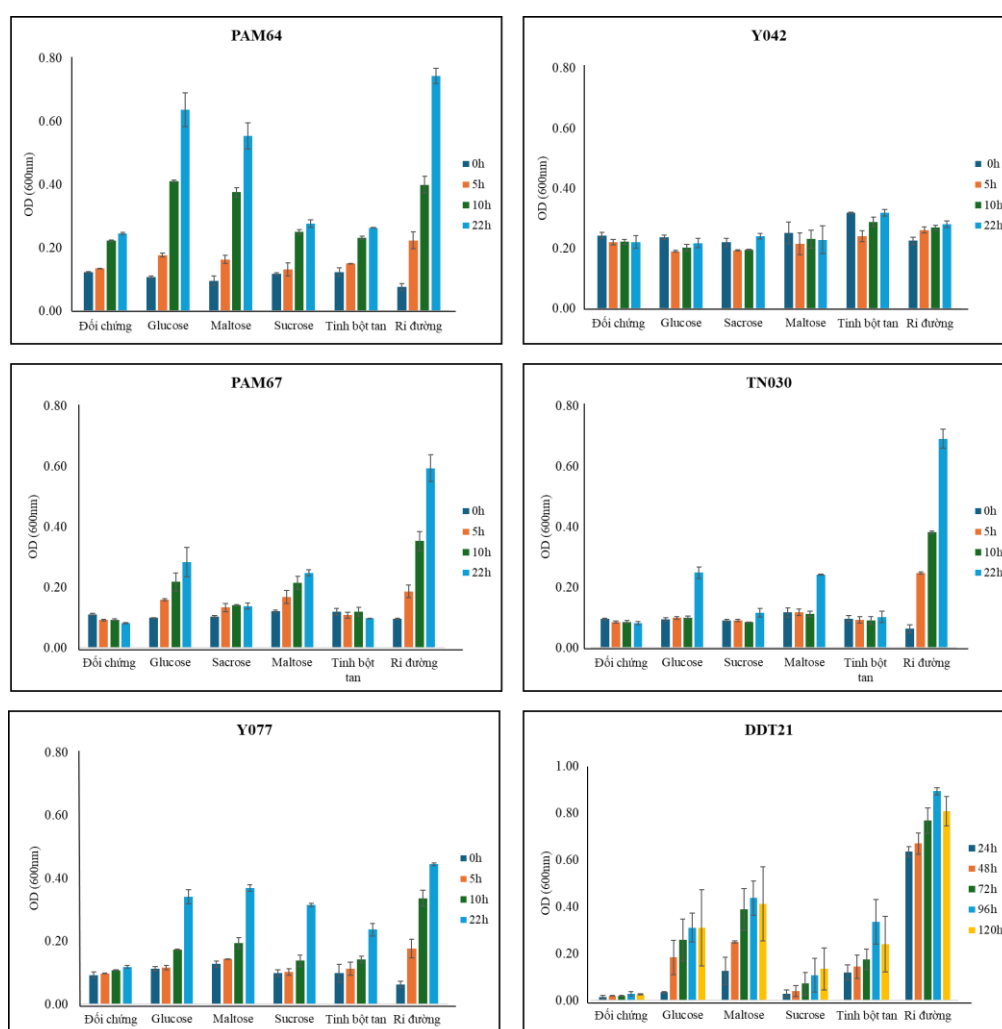 PAM64
0.80
0.60
0.40
0.20
0.00
OD (600nm)
0h
5h
10h
22h
Đối chứng Glucose Maltose Sucrose Tinh bột tan Rỉ đường
Y042
0.80
0.60
0.40
0.20
0.00
OD (600nm)
0h
5h
10h
22h
Đối chứng Glucose Sacrose Maltose Tinh bột tan Rỉ đường
PAM67
0.80
0.60
0.40
0.20
0.00
OD (600nm)
0h
5h
10h
22h
Đối chứng Glucose Sacrose Maltose Tinh bột Rỉ đường
tan
TN030
0.80
0.60
0.40
0.20
0.00
OD (600nm)
0h
5h
10h
22h
Đối chứng Glucose Sucrose Maltose Tinh bột Rỉ đường
tan
Y077
0.80
0.60
0.40
0.20
0.00
OD (600nm)
0h
5h
10h
22h
Đối chứng Glucose Maltose Sucrose Tinh bột tan Rỉ đường
DDT21
1.00
0.80
0.60
0.40
0.20
0.00
OD (600nm)
24h
48h
72h
96h
120h
Đối chứng Glucose Maltose Sucrose Tinh bột tan Rỉ đường